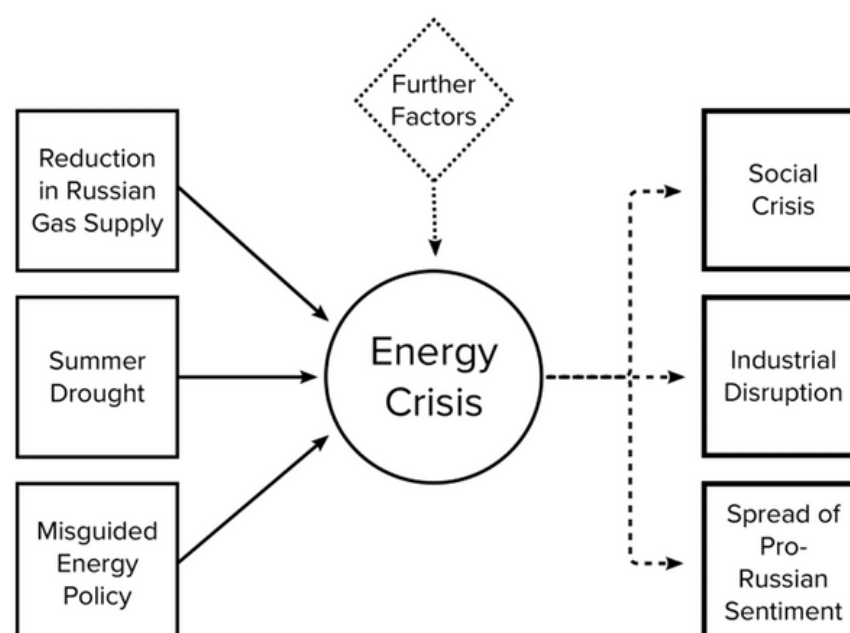 Further
Factors
Reduction
in Russian
Gas Supply
Social
Crisis
Summer
Drought
Energy
Crisis
Industrial
Disruption
Misguided
Energy
Policy
Spread of
Pro-
Russian
Sentiment